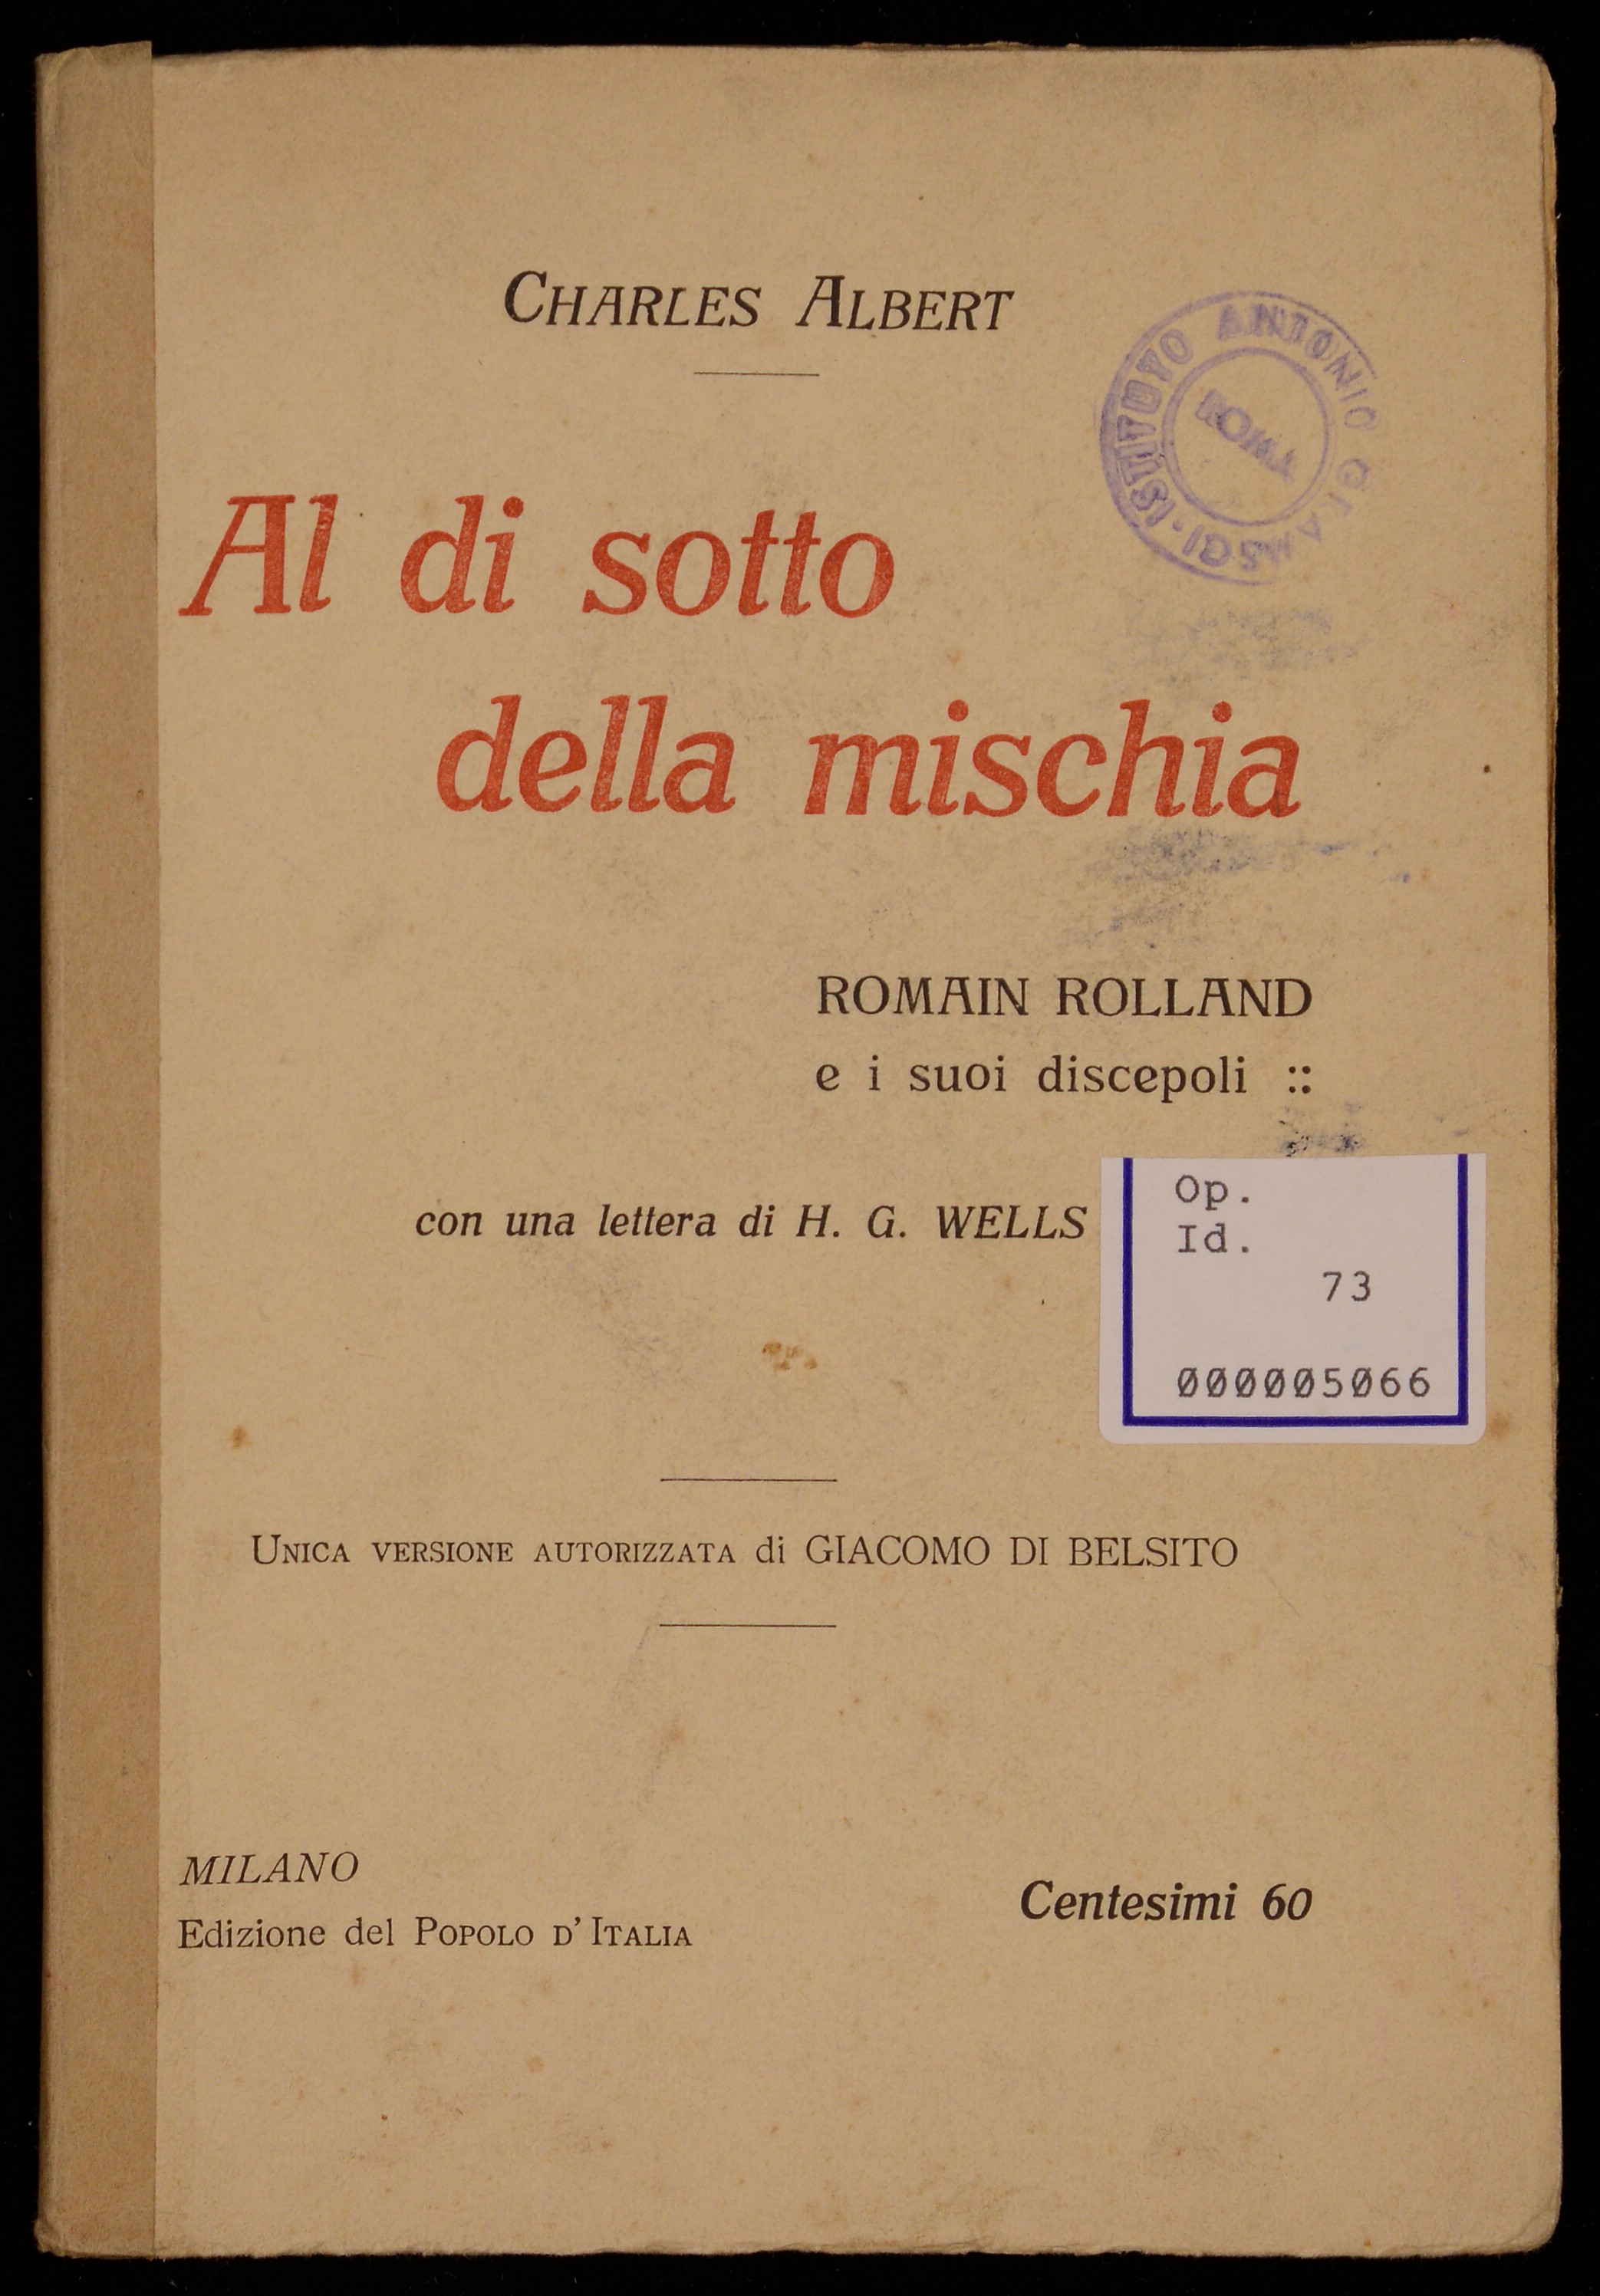 CHARLES ALBERT
ISTITUTO ANTONIO GRAMSCI ·
ROMA
Al di sotto
della mischia
ROMAIN ROLLAND
e i suoi discepoli ::
con una lettera di H. G. WELLS
Op.
Id.
73
000005066
UNICA VERSIONE AUTORIZZATA di GIACOMO DI BELSITO
MILANO
Edizione del POPOLO D' ITALIA
Centesimi 60